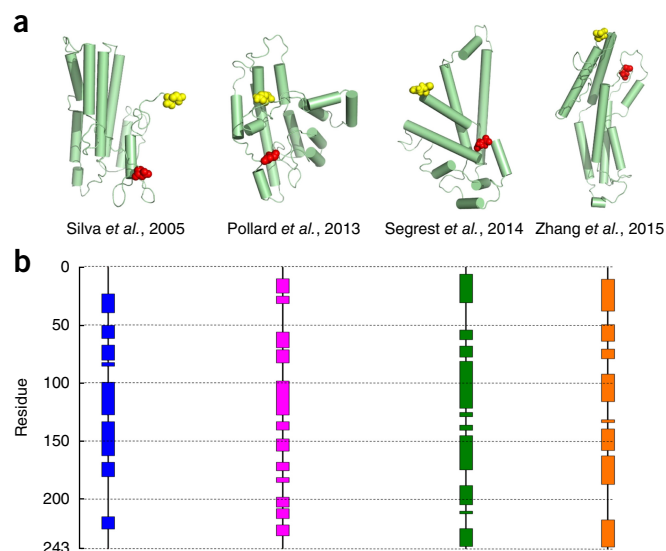 a
Silva et al., 2005
Pollard et al., 2013
Segrest et al., 2014
Zhang et al., 2015
b
0
50
100
150
200
243
Residue